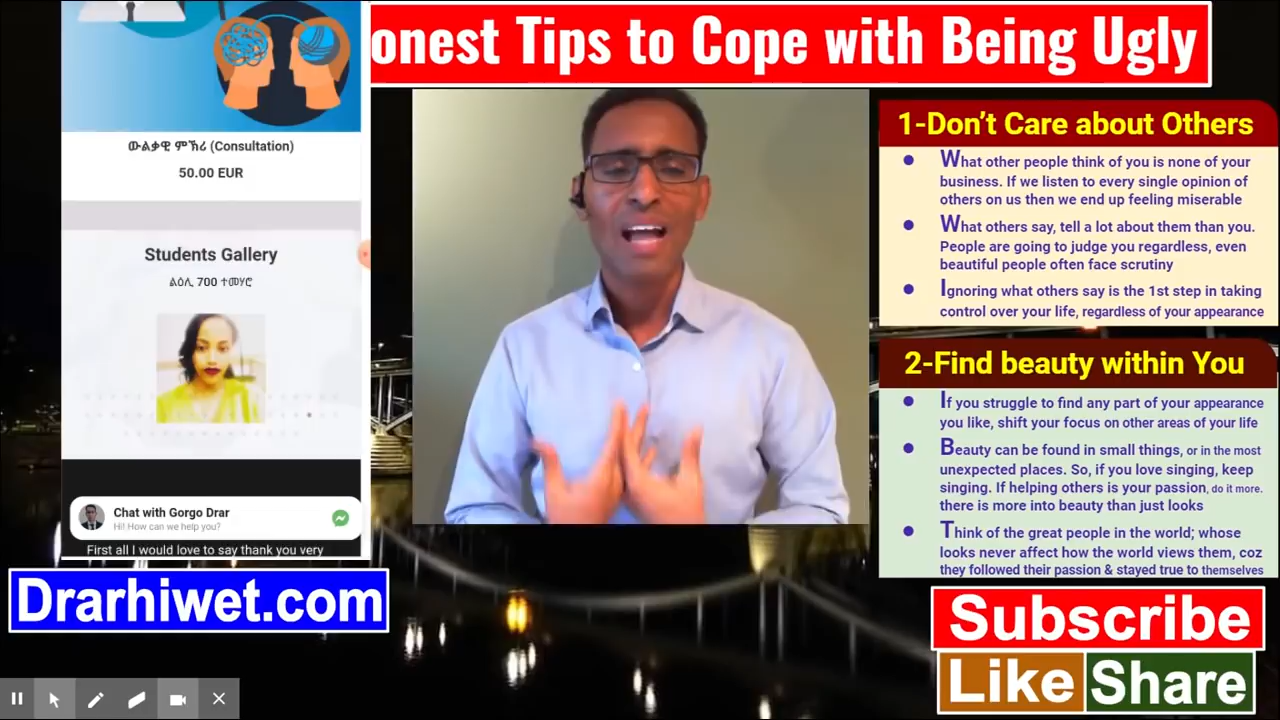 onest Tips to Cope with Being Ugly
ውልቃዊ ምኽሪ (Consultation)
50.00 EUR
Students Gallery
ልዕሊ 700 ተመሃሮ
Chat with Gorgo Drar
Hi! How can we help you?
First all I would love to say thank you very
Drarhiwet.com
1-Don’t Care about Others
● What other people think of you is none of your
business. If we listen to every single opinion of
others on us then we end up feeling miserable
● What others say, tell a lot about them than you.
People are going to judge you regardless, even
beautiful people often face scrutiny
● Ignoring what others say is the 1st step in taking
control over your life, regardless of your appearance
2-Find beauty within You
● If you struggle to find any part of your appearance
you like, shift your focus on other areas of your life
● Beauty can be found in small things, or in the most
unexpected places. So, if you love singing, keep
singing. If helping others is your passion, do it more.
there is more into beauty than just looks
● Think of the great people in the world; whose
looks never affect how the world views them, coz
they followed their passion & stayed true to themselves
Subscribe
Like Share